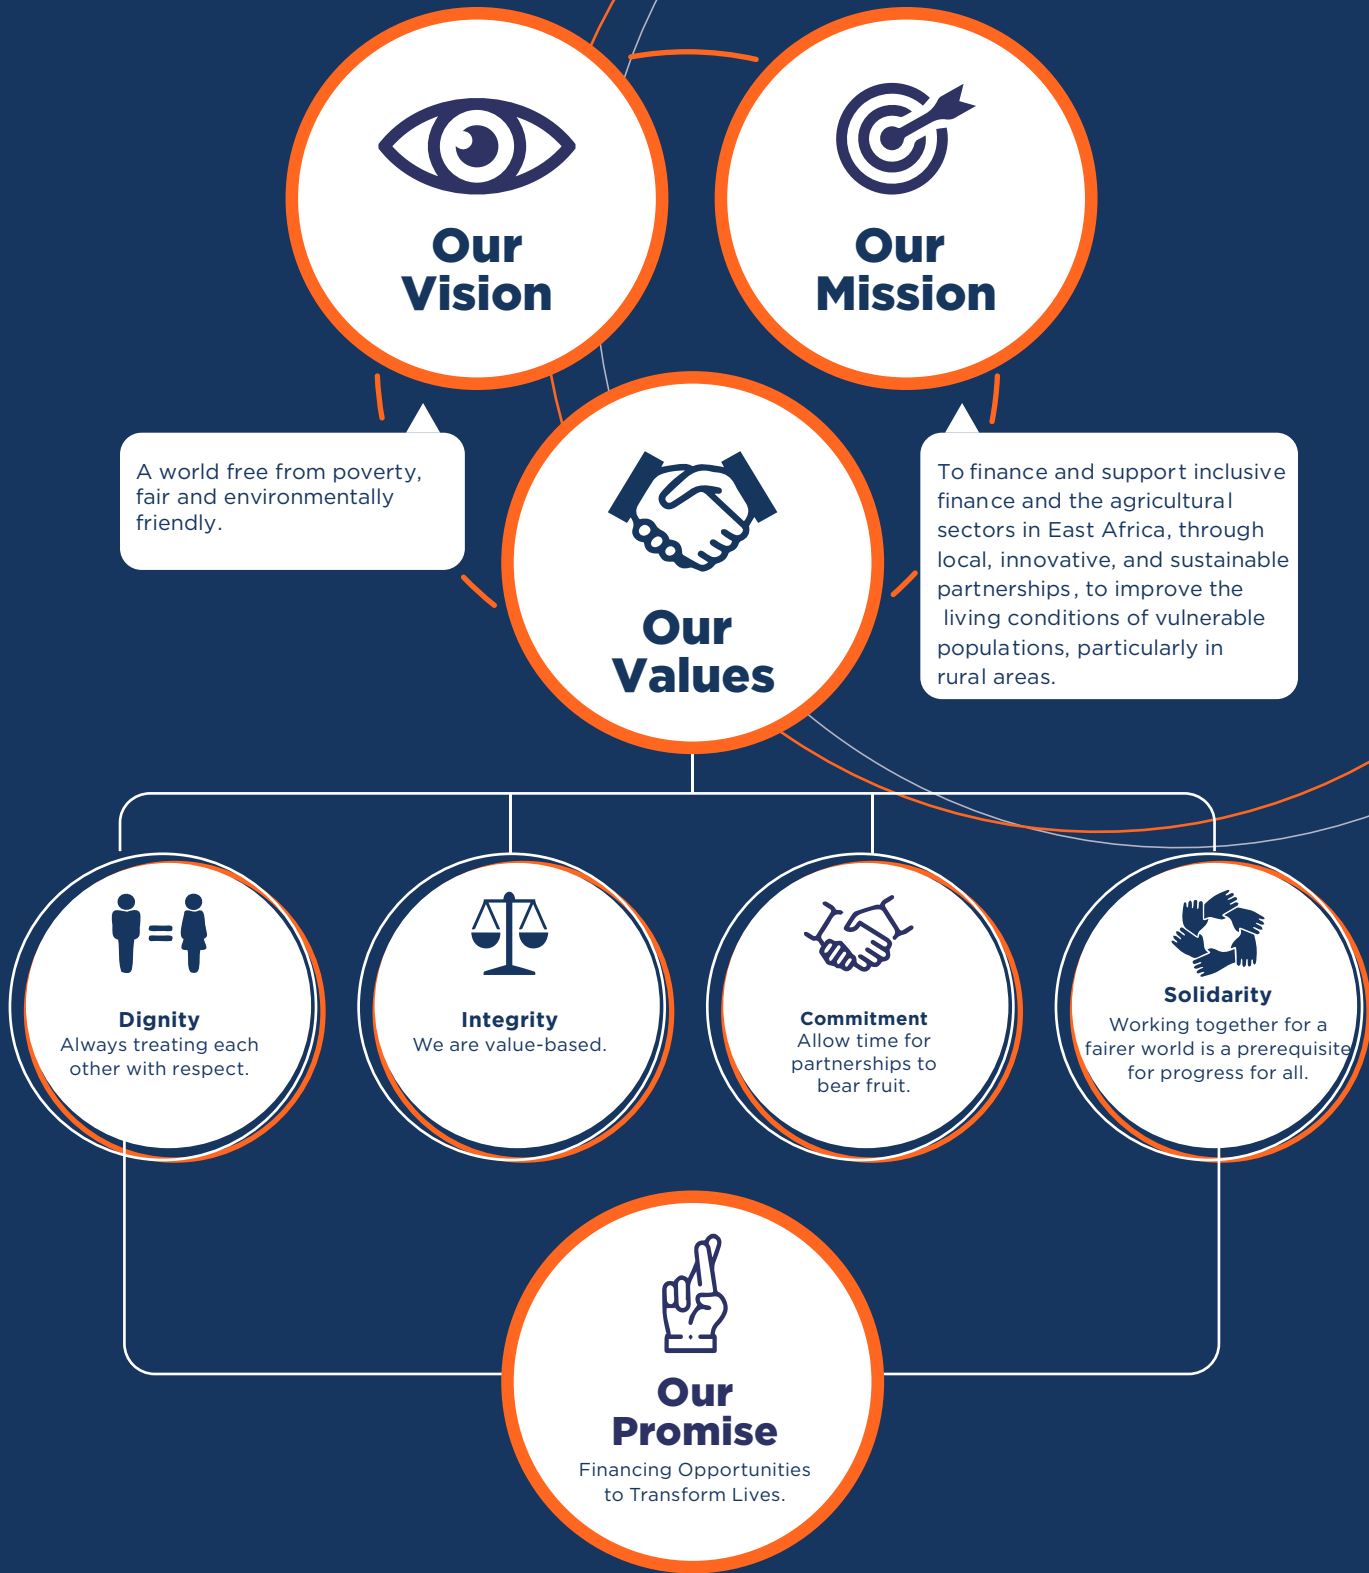 Our
Vision
Our
Mission
A world free from poverty,
fair and environmentally
friendly.
To finance and support inclusive
finance and the agricultural
sectors in East Africa, through
local, innovative, and sustainable
partnerships, to improve the
living conditions of vulnerable
populations, particularly in
rural areas.
Our
Values
Dignity
Always treating each
other with respect.
Integrity
We are value-based.
Commitment
Allow time for
partnerships to
bear fruit.
Solidarity
Working together for a
fairer world is a prerequisite
for progress for all.
Our
Promise
Financing Opportunities
to Transform Lives.